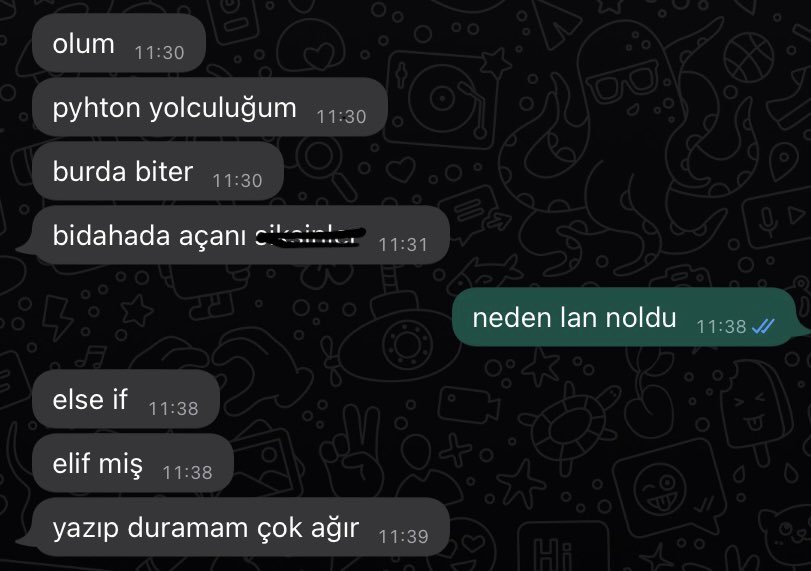 olum 11:30
pyhton yolculuğum 11:30
burda biter 11:30
bidahada açanı 11:31
neden lan noldu 11:38
else if 11:38
elif miş 11:38
yazıp duramam çok ağır 11:39
Hi